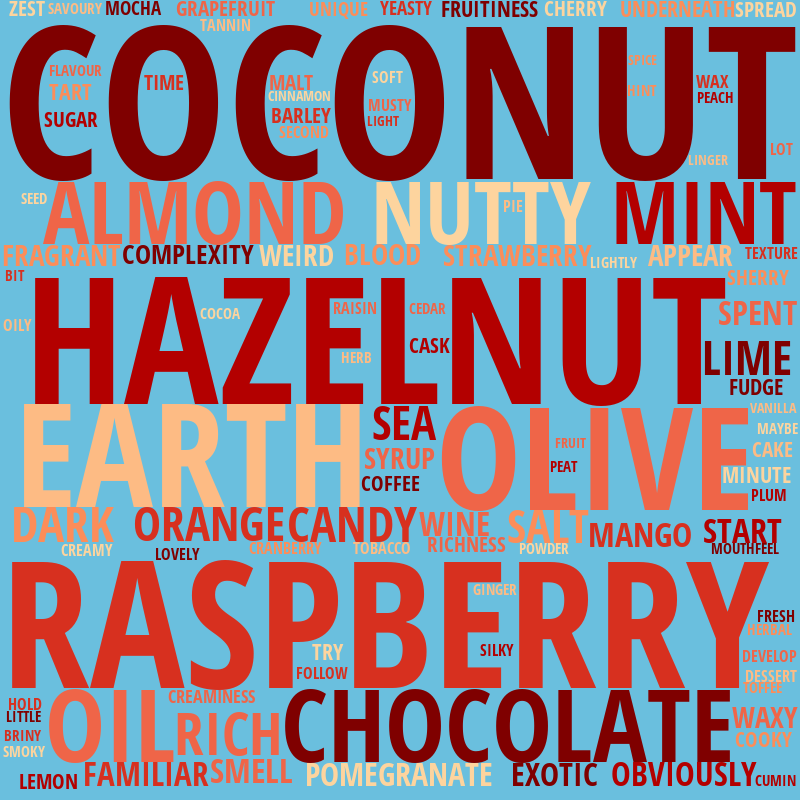 ZEST SAVOURY MOCHA GRAPEFRUIT UNIQUE YEASTY FRUITINESS CHERRY UNDERNEATH SPREAD
TANNIN
COCONUT
FLAVOUR TIME MALT SOFT SPICE WAX
TART CINNAMON MUSTY HINT PEACH
SUGAR BARLEY LIGHT
SECOND LOT
LINGER
SEED ALMOND NUTTY PIE MINT
FRAGRANT COMPLEXITY WEIRD BLOOD STRAWBERRY LIGHTLY APPEAR TEXTURE
BIT SHERRY
HAZELNUT
OILY COCOA RAISIN CEDAR SPENT
HERB CASK LIME
FUDGE
EARTH SEA OLIVE VANILLA
SYRUP FRUIT MAYBE
COFFEE PEAT CAKE
MINUTE
PLUM
DARK ORANGE CANDY WINE SALT MANGO START
CREAMY LOVELY CRANBERRY TOBACCO RICHNESS POWDER MOUTHFEEL
RASPBERRY
GINGER
FRESH
HERBAL
TRY SILKY DEVELOP
FOLLOW DESSERT
TOFFEE
HOLD OIL CREAMINESS RICH CHOCOLATE WAXY
LITTLE
BRINY COOKY
SMOKY
LEMON FAMILIAR SMELL POMEGRANATE EXOTIC OBVIOUSLY CUMIN